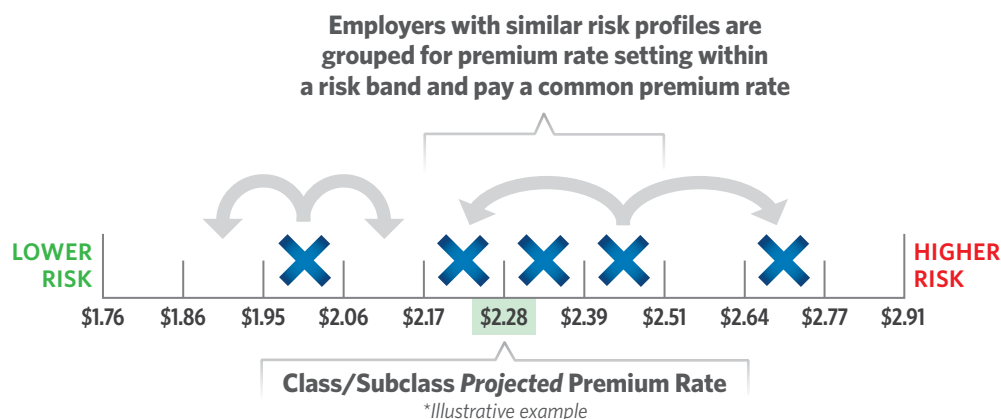 Employers with similar risk profiles are
grouped for premium rate setting within
a risk band and pay a common premium rate
LOWER
RISK
HIGHER
RISK
$1.76 $1.86 $1.95 $2.06 $2.17 $2.28 $2.39 $2.51 $2.64 $2.77 $2.91
Class/Subclass Projected Premium Rate
*Illustrative example